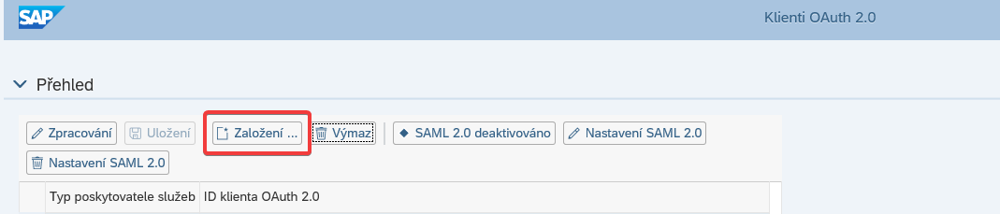 SAP
Klienti OAuth 2.0
Přehled
Zpracování Uložení Založení ... Výmaz SAML 2.0 deaktivováno Nastavení SAML 2.0
Nastavení SAML 2.0
Typ poskytovatele služeb ID klienta OAuth 2.0